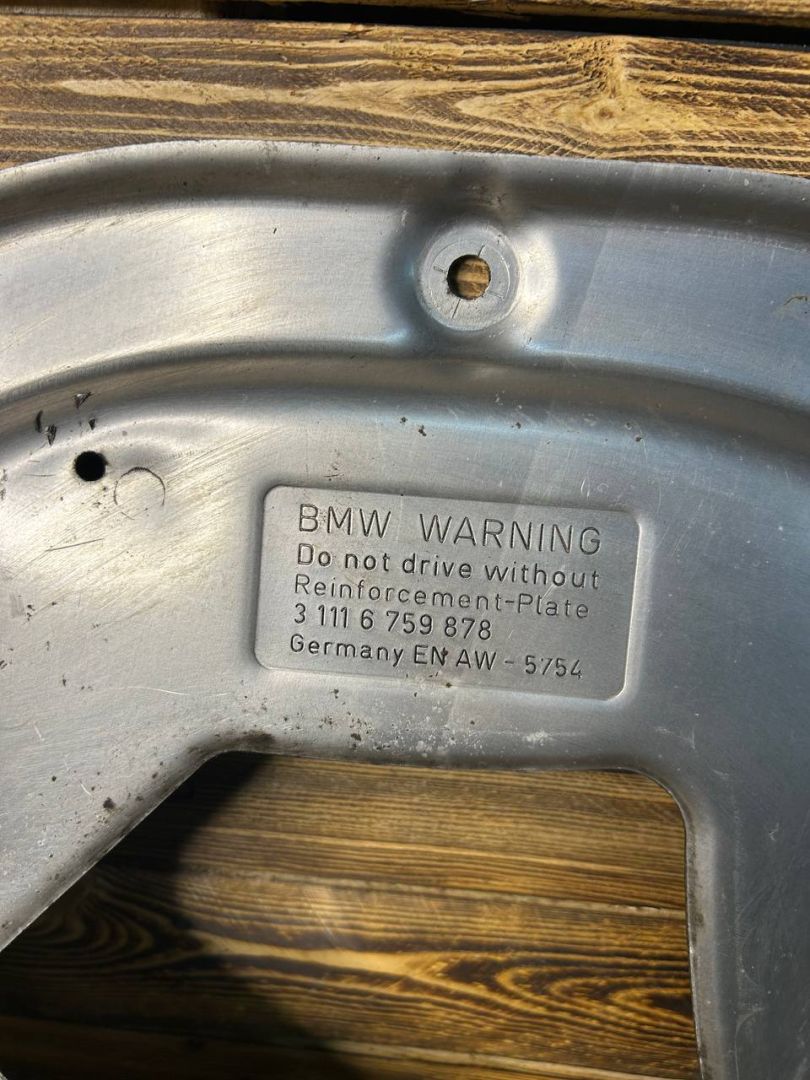 BMW WARNING
Do not drive without
Reinforcement-Plate
3 111 6 759 878
Germany EN AW - 5754